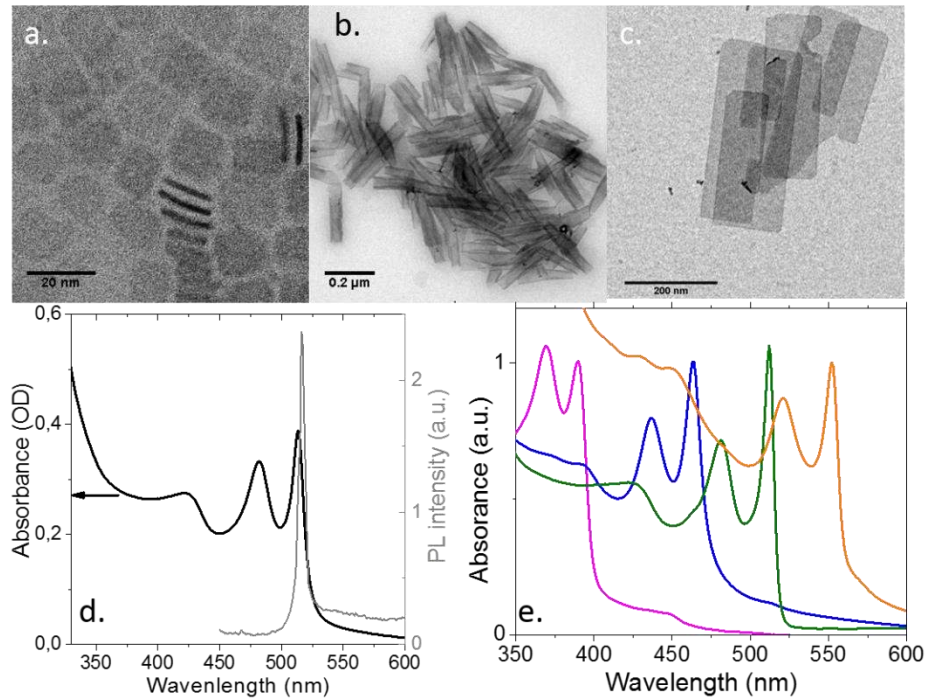 a.
20 nm
b.
0.2 µm
c.
200 nm
0,6
0,4
0,2
0,0
Absorbance (OD)
2
1
0
PL intensity (a.u.)
d.
350 400 450 500 550 600
Wavenlength (nm)
1
0
Absorance (a.u.)
e.
350 400 450 500 550 600
Wavelength (nm)